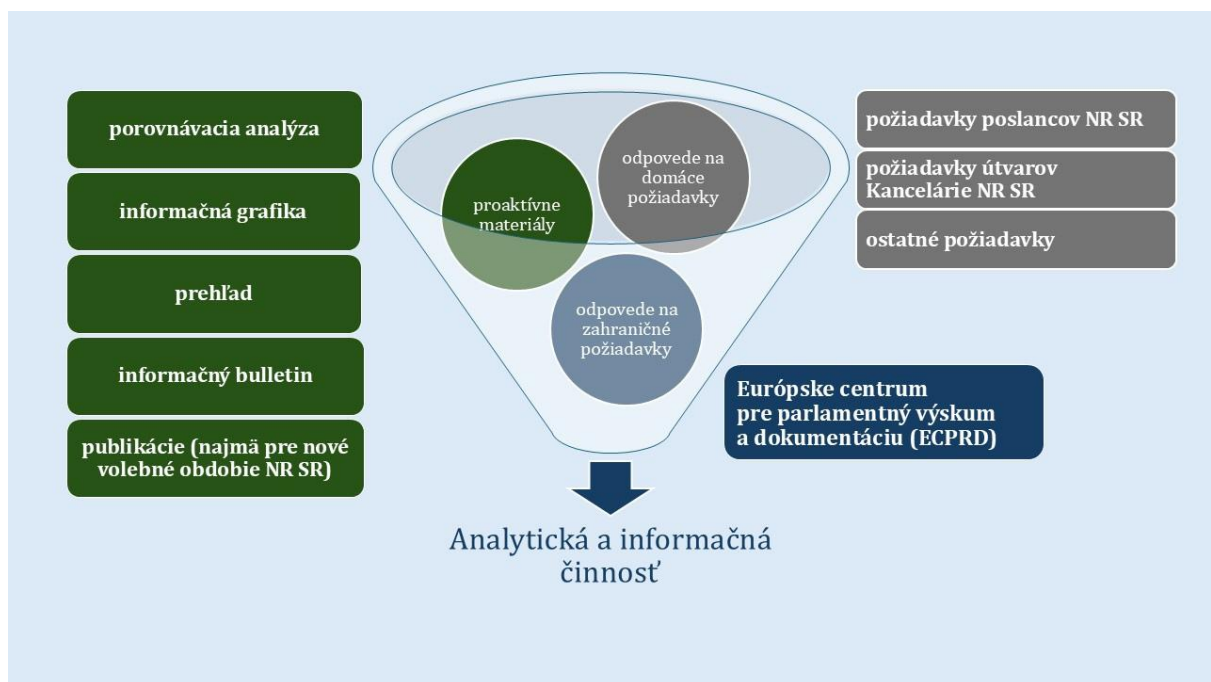 porovnávacia analýza
informačná grafika
prehľad
informačný bulletin
publikácie (najmä pre nové
volebné obdobie NR SR)
proaktívne
materiály
odpovede na
domáce
požiadavky
odpovede na
zahraničné
požiadavky
požiadavky poslancov NR SR
požiadavky útvarov
Kancelárie NR SR
ostatné požiadavky
Európske centrum
pre parlamentný výskum
a dokumentáciu (ECPRD)
Analytická a informačná
činnosť